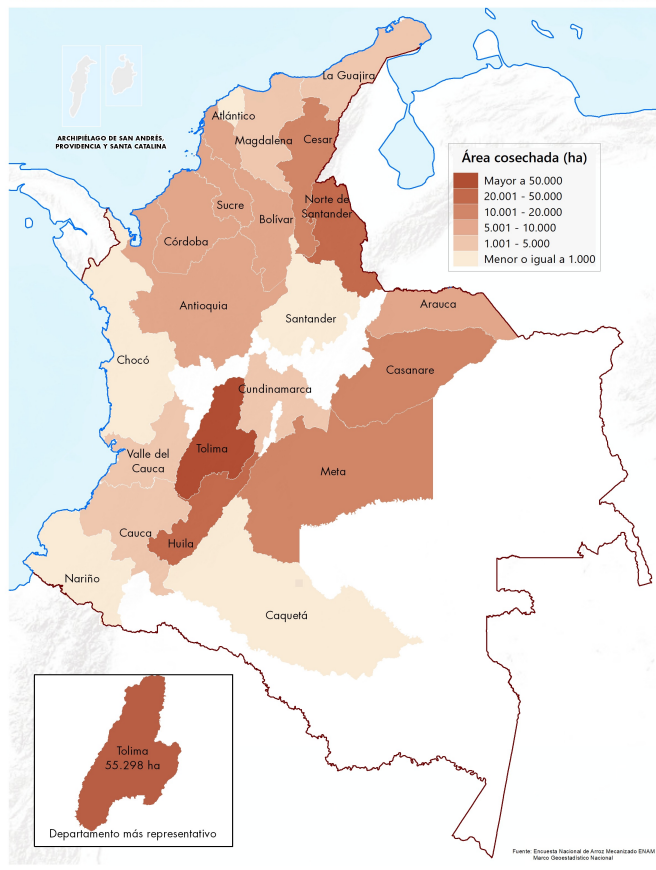 La Guajira
ARCHIPIÉLAGO DE SAN ANDRÉS,
PROVIDENCIA Y SANTA CATALINA
Atlántico
Magdalena
Cesar
Área cosechada (ha)
Mayor a 50.000
20.001 - 50.000
10.001 - 20.000
5.001 - 10.000
1.001 - 5.000
Menor o igual a 1.000
Norte de
Santander
Sucre
Bolívar
Córdoba
Antioquia
Santander
Arauca
Chocó
Casanare
Cundinamarca
Tolima
Valle del
Cauca
Meta
Cauca
Huila
Nariño
Caquetá
Tolima
55.298 ha
Departamento más representativo
Fuente: Encuesta Nacional de Arroz Mecanizado ENAM
Marco Geoestadístico Nacional